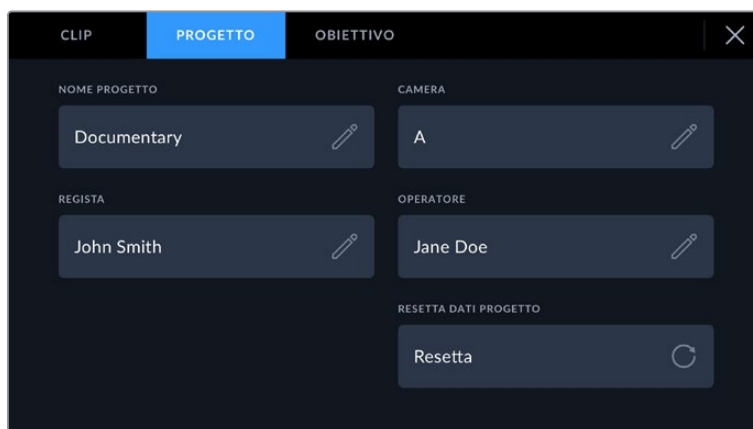 CLIP PROGETTO OBIETTIVO
NOME PROGETTO CAMERA
Documentary A
REGISTA OPERATORE
John Smith Jane Doe
RESETTA DATI PROGETTO
Resetta